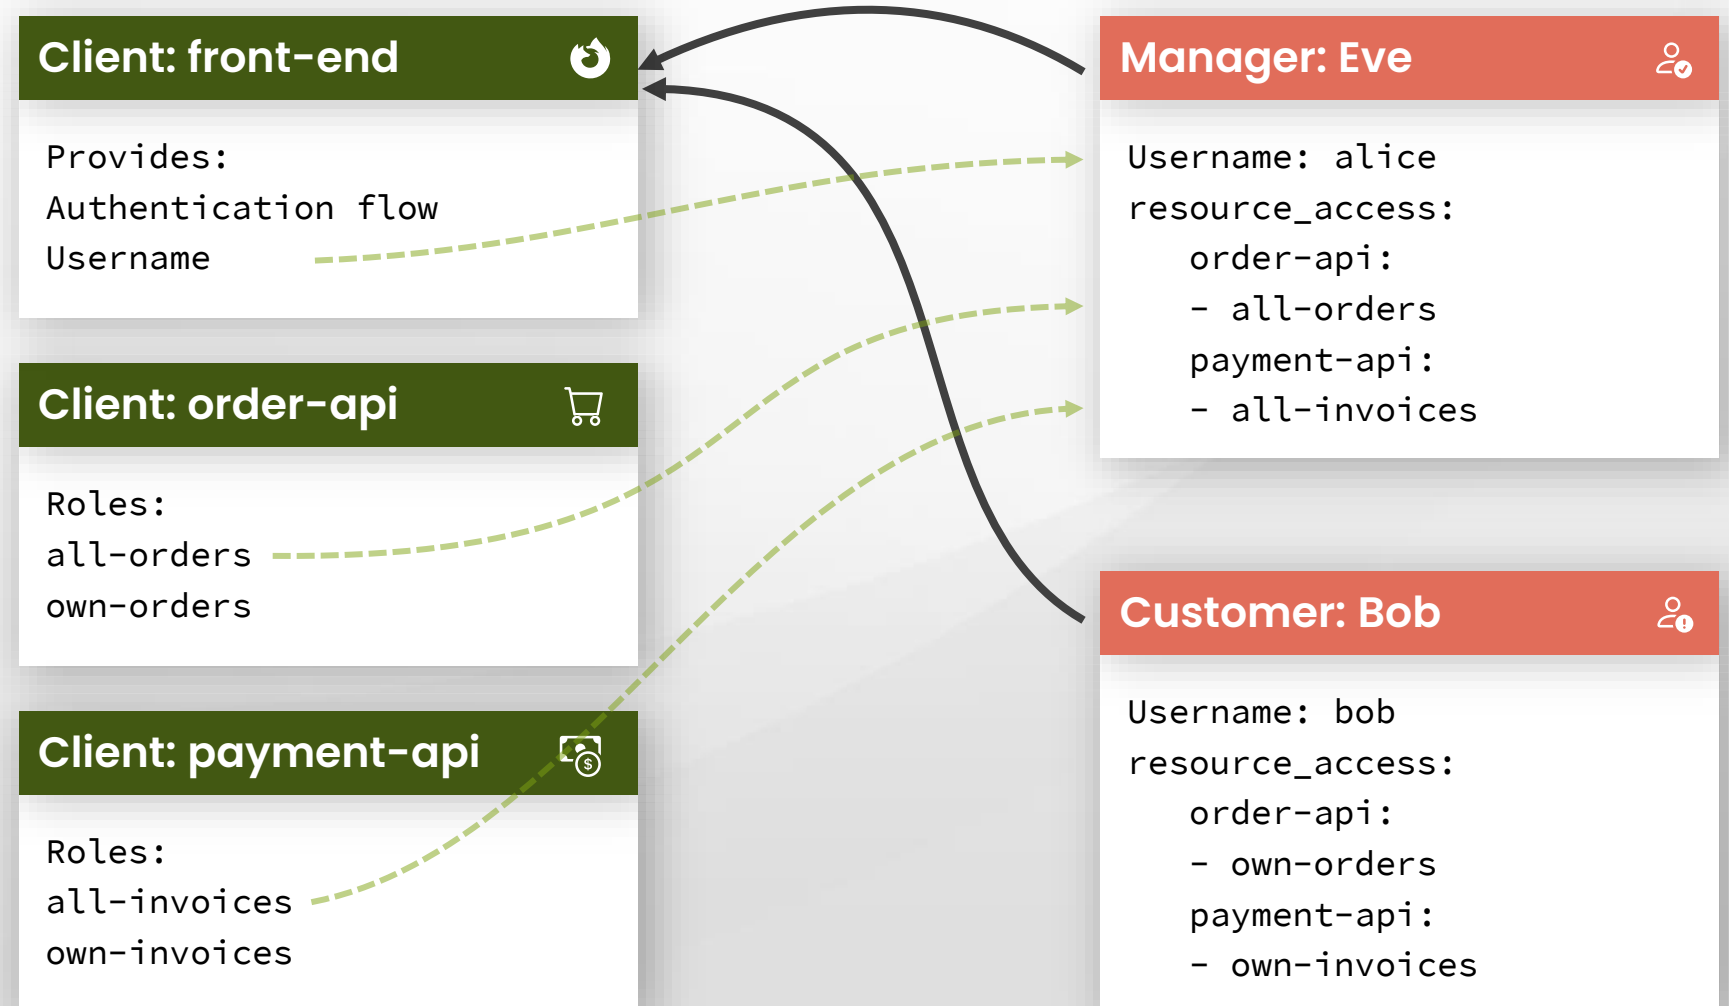 Client: front-end
Provides:
Authentication flow
Username
Client: order-api
Roles:
all-orders
own-orders
Client: payment-api
$
Roles:
all-invoices
own-invoices
Manager: Eve
Username: alice
resource_access:
order-api:
- all-orders
payment-api:
- all-invoices
Customer: Bob
Username: bob
resource_access:
order-api:
- own-orders
payment-api:
- own-invoices